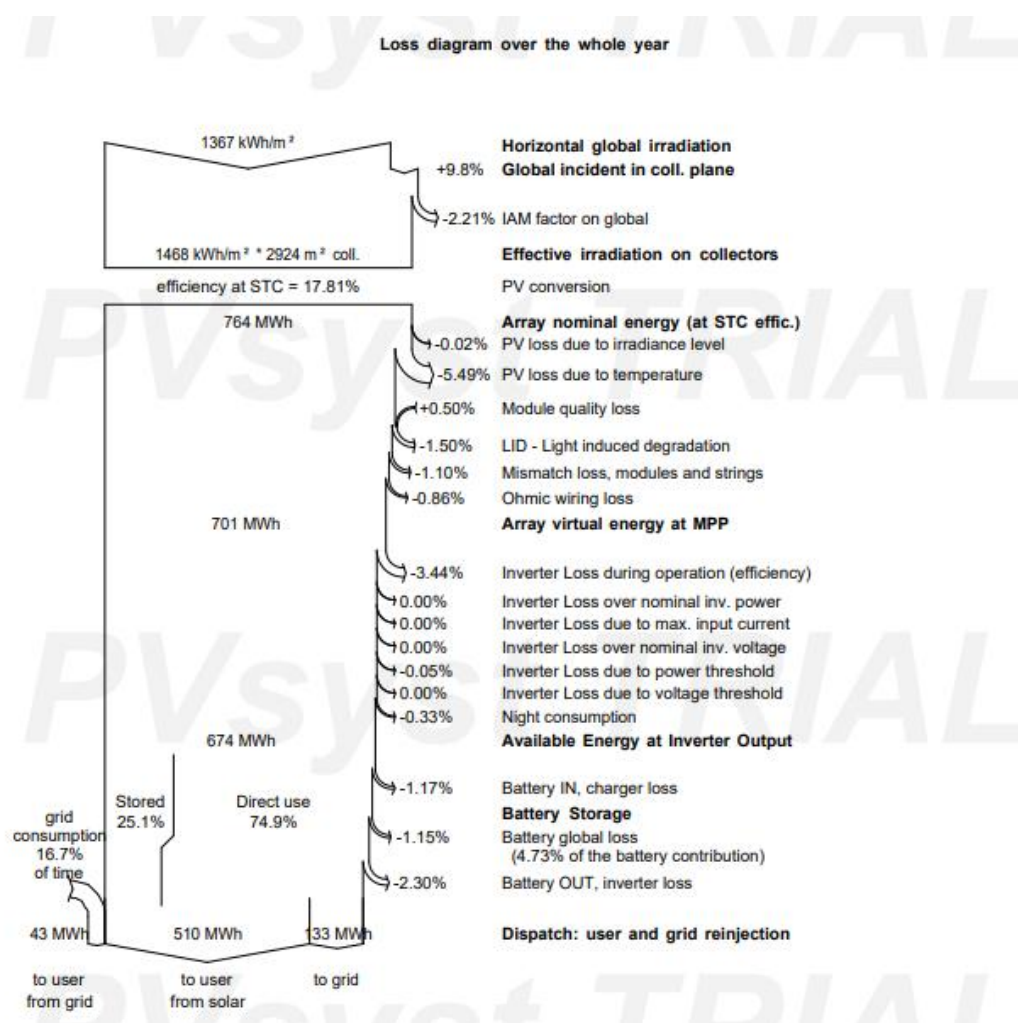 PVsyst TRIAL
Loss diagram over the whole year
1367 kWh/m²
Horizontal global irradiation
+9.8% Global incident in coll. plane
-2.21% IAM factor on global
1468 kWh/m² * 2924 m² coll.
Effective irradiation on collectors
efficiency at STC = 17.81%
PV conversion
PVsyst TRIAL
764 MWh
Array nominal energy (at STC effic.)
-0.02% PV loss due to irradiance level
-5.49% PV loss due to temperature
+0.50% Module quality loss
-1.50% LID - Light induced degradation
-1.10% Mismatch loss, modules and strings
-0.86% Ohmic wiring loss
701 MWh
Array virtual energy at MPP
-3.44% Inverter Loss during operation (efficiency)
0.00% Inverter Loss over nominal inv. power
0.00% Inverter Loss due to max. input current
0.00% Inverter Loss over nominal inv. voltage
-0.05% Inverter Loss due to power threshold
0.00% Inverter Loss due to voltage threshold
-0.33% Night consumption
PVsyst TRIAL
674 MWh
Available Energy at Inverter Output
-1.17% Battery IN, charger loss
Stored
25.1%
Direct use
74.9%
Battery Storage
grid
consumption
16.7%
of time
-1.15% Battery global loss
(4.73% of the battery contribution)
-2.30% Battery OUT, inverter loss
43 MWh
510 MWh
133 MWh
Dispatch: user and grid reinjection
to user
from grid
to user
from solar
to grid
PVsyst TRIAL